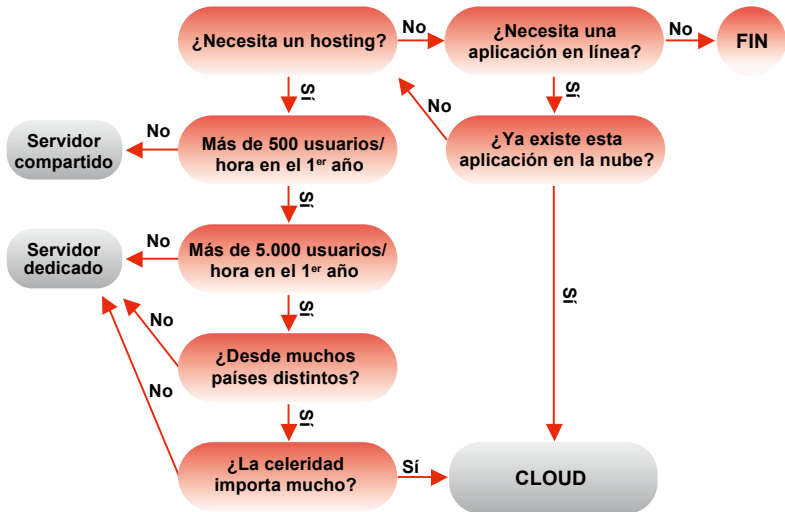 ¿Necesita un hosting?
No
¿Necesita una
aplicación en línea?
No
FIN
Sí
Sí
No
Servidor
compartido
No
Más de 500 usuarios/
hora en el 1er año
¿Ya existe esta
aplicación en la nube?
Sí
Servidor
dedicado
No
Más de 5.000 usuarios/
hora en el 1er año
Sí
Sí
No
¿Desde muchos
países distintos?
No
Sí
¿La celeridad
importa mucho?
Sí
CLOUD